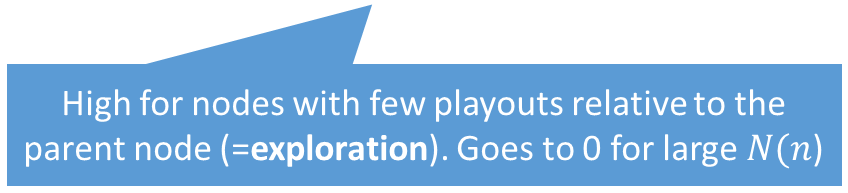 High for nodes with few playouts relative to the
parent node (=exploration). Goes to 0 for large N(n)